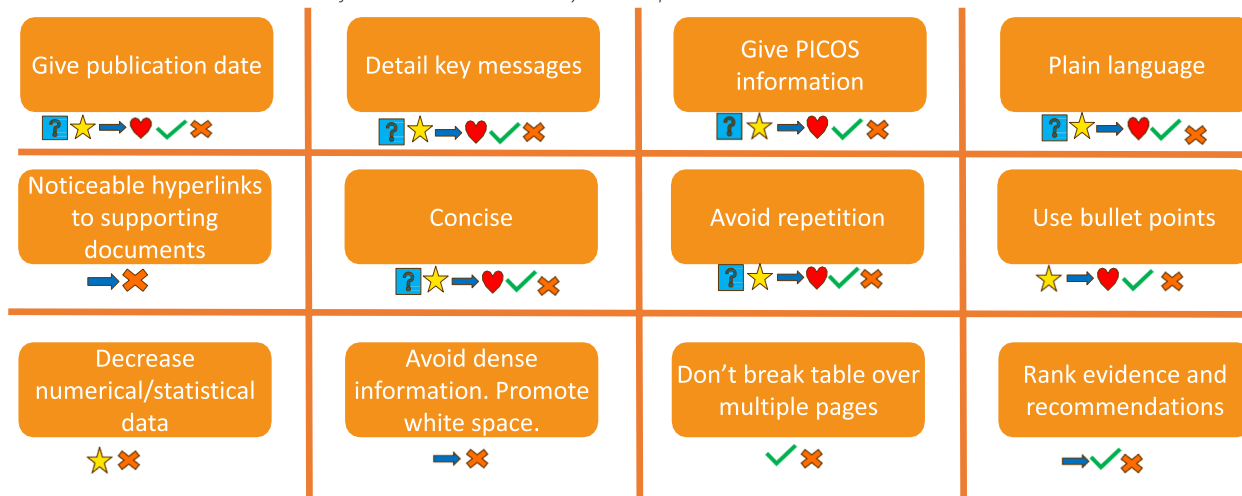 Give publication date
Detail key messages
Give PICOS
information
Plain language
Noticeable hyperlinks
to supporting
documents
Concise
Avoid repetition
Use bullet points
Decrease
numerical/statistical
data
Avoid dense
information. Promote
white space.
Don’t break table over
multiple pages
Rank evidence and
recommendations